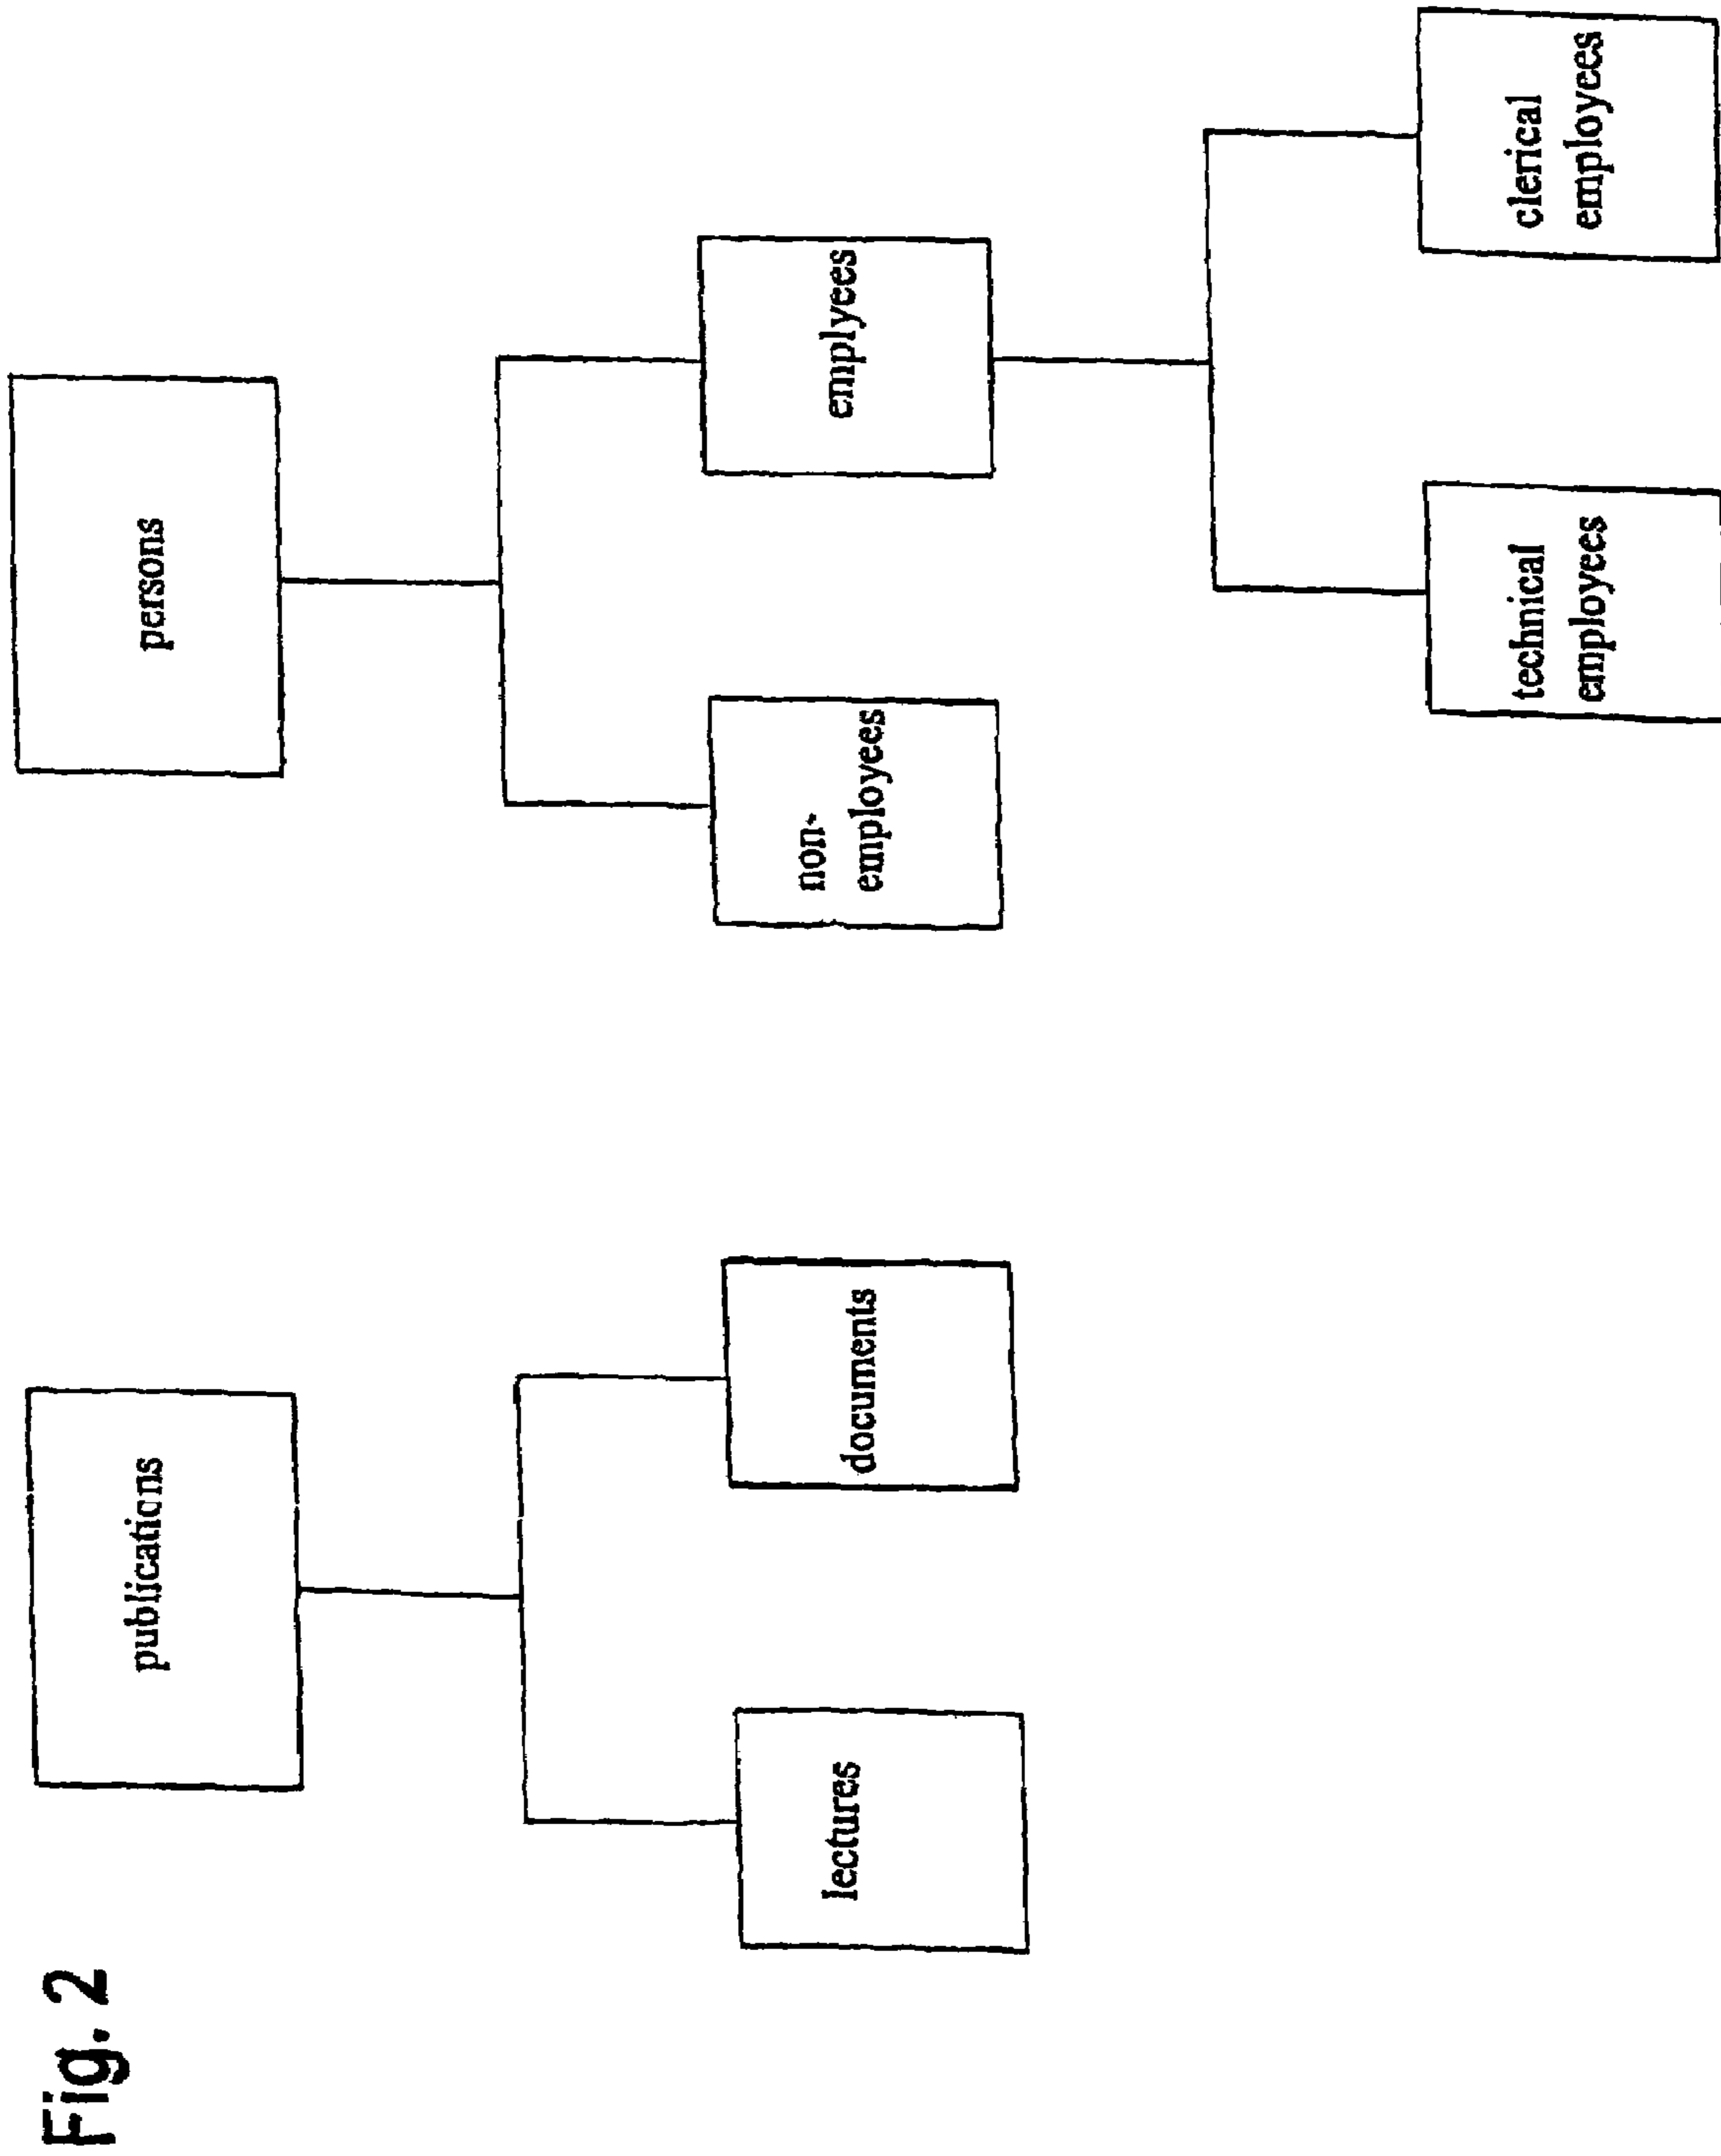 Fig. 2
publications
persons
lectures
documents
non-
employees
emplyees
technical
employees
clerical
employees